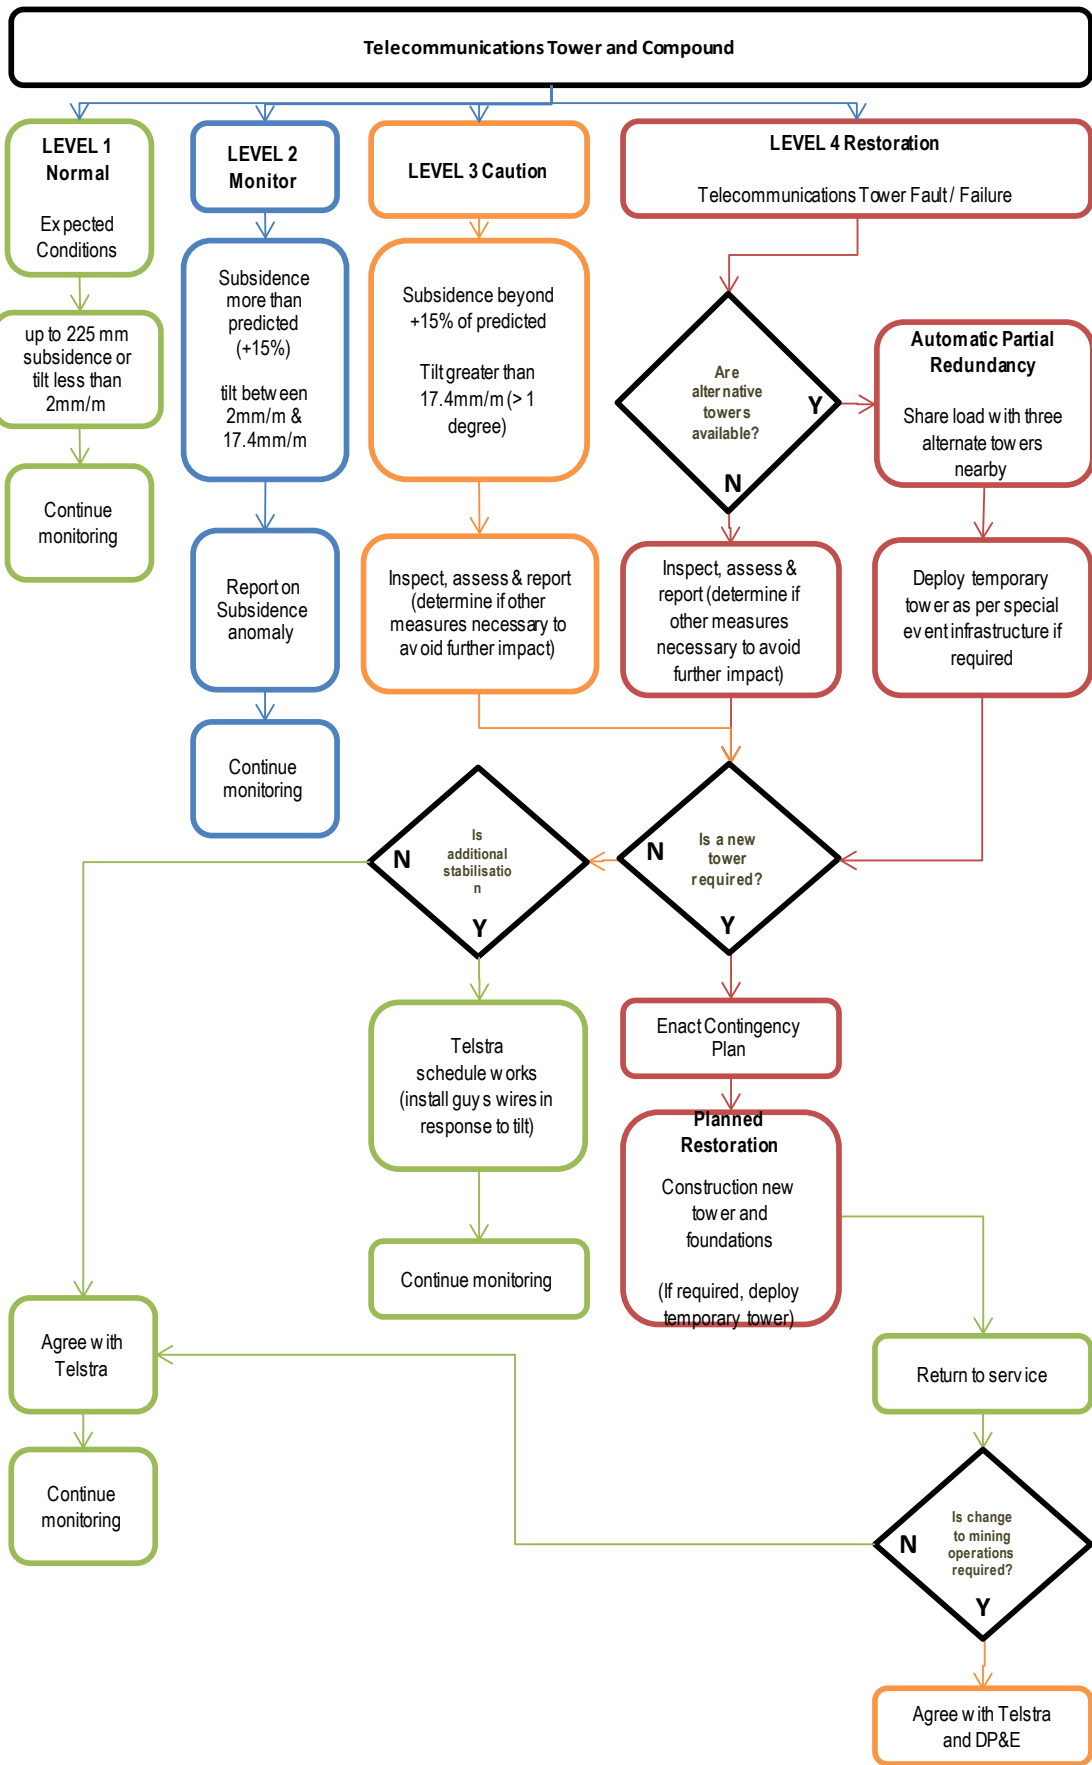 Telecommunications Tower and Compound
LEVEL 1
Normal
Expected
Conditions
up to 225 mm
subsidence or
tilt less than
2mm/m
Continue
monitoring
LEVEL 2
Monitor
Subsidence
more than
predicted
(+15%)
tilt between
2mm/m &
17.4mm/m
Report on
Subsidence
anomaly
Continue
monitoring
LEVEL 3 Caution
Subsidence beyond
+15% of predicted
Tilt greater than
17.4mm/m (> 1
degree)
Inspect, assess & report
(determine if other
measures necessary to
avoid further impact)
LEVEL 4 Restoration
Telecommunications Tower Fault / Failure
Are
alternative
towers
available?
Y
N
Automatic Partial
Redundancy
Share load with three
alternate towers
nearby
Inspect, assess &
report (determine if
other measures
necessary to avoid
further impact)
Deploy temporary
tower as per special
event infrastructure if
required
Is a new
tower
required?
N
Y
Is
additional
stabilisatio
n
N
Y
Telstra
schedule works
(install guys wires in
response to tilt)
Continue monitoring
Enact Contingency
Plan
Planned
Restoration
Construction new
tower and
foundations
(If required, deploy
temporary tower)
Agree with
Telstra
Continue
monitoring
Return to service
Is change
to mining
operations
required?
N
Y
Agree with Telstra
and DP&E